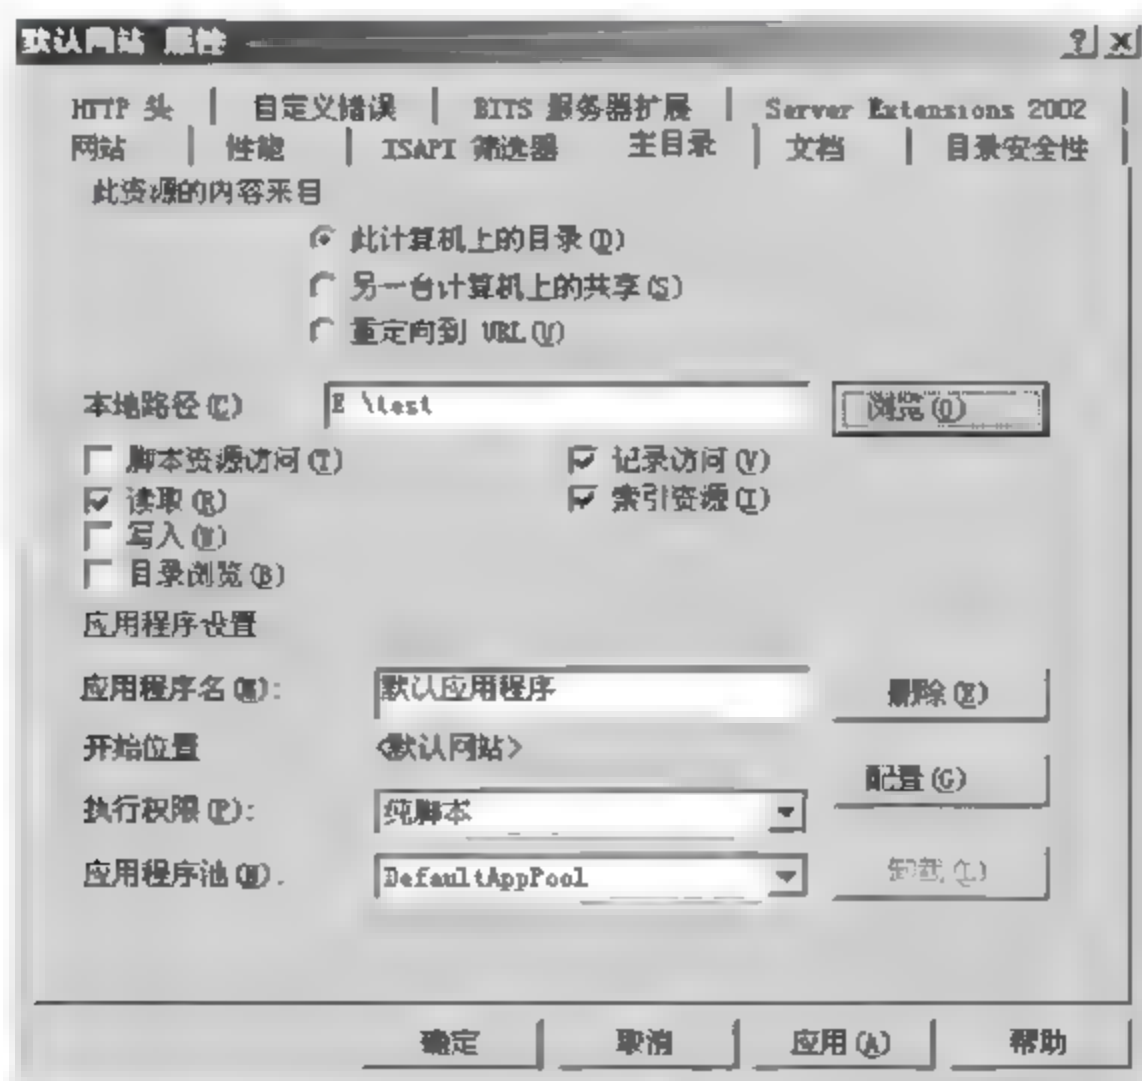 默认网站 属性
HTTP 头 自定义错误 BITS 服务器扩展 Server Extensions 2002
网站 性能 ISAPI 筛选器 主目录 文档 目录安全性
此资源的内容来自
此计算机上的目录(D)
另一台计算机上的共享(S)
重定向到 URL(U)
本地路径(C) E \test 浏览(O)
脚本资源访问(T) 记录访问(V)
读取(R) 索引资源(I)
写入(W)
目录浏览(B)
应用程序设置
应用程序名(M): 默认应用程序 删除(E)
开始位置 <默认网站>
配置(G)
执行权限(P): 纯脚本
应用程序池(N). DefaultAppPool 卸载(L)
确定 取消 应用(A) 帮助